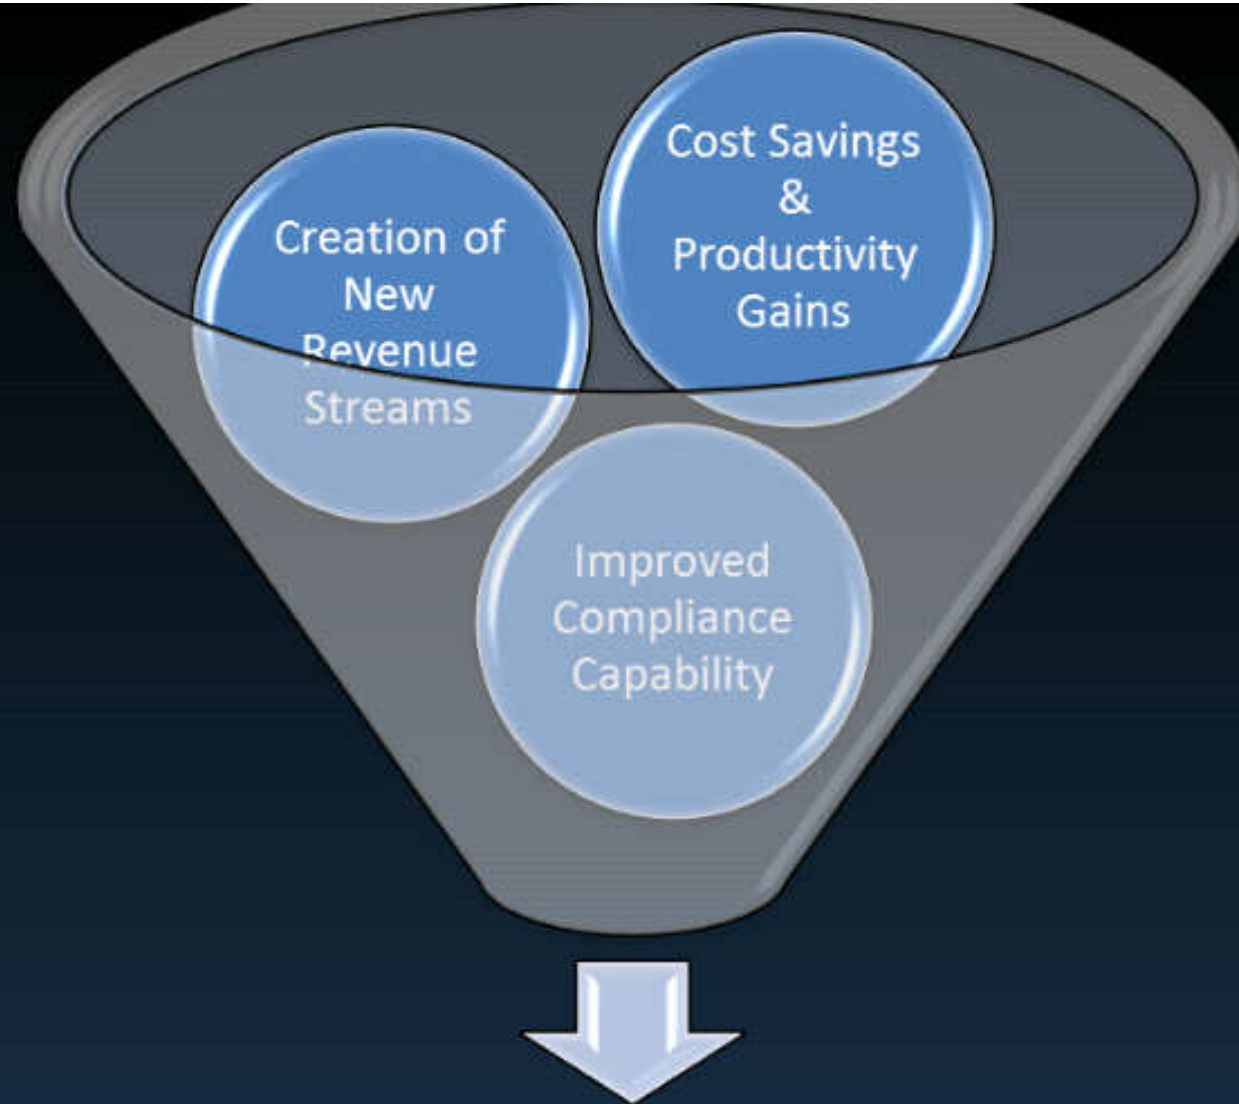 Creation of
New
Revenue
Streams
Cost Savings
&
Productivity
Gains
Improved
Compliance
Capability